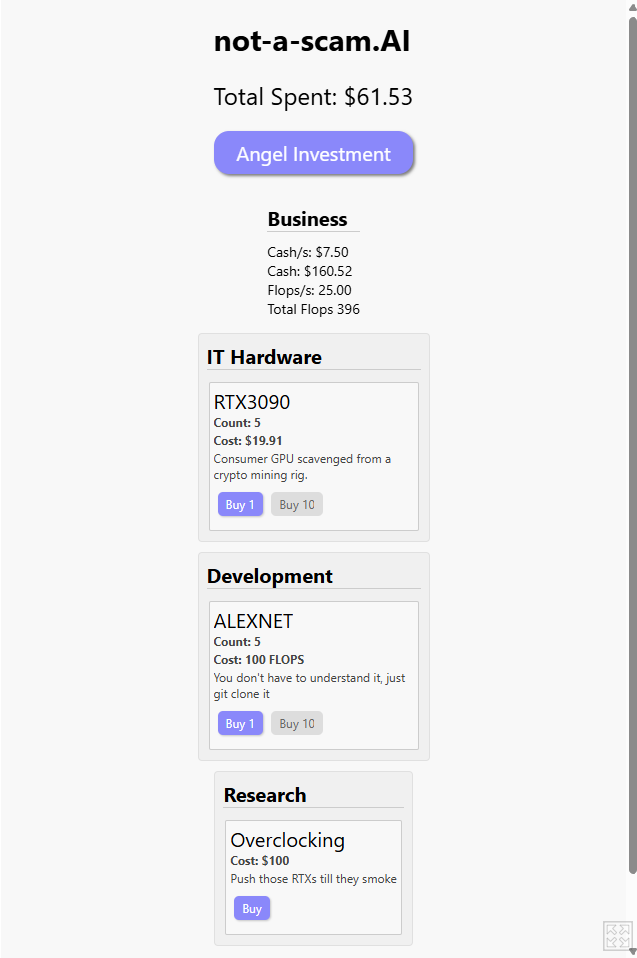 not-a-scam.AI
Total Spent: $61.53
Angel Investment
Business
Cash/s: $7.50
Cash: $160.52
Flops/s: 25.00
Total Flops 396
IT Hardware
RTX3090
Count: 5
Cost: $19.91
Consumer GPU scavenged from a
crypto mining rig.
Buy 1 Buy 10
Development
ALEXNET
Count: 5
Cost: 100 FLOPS
You don't have to understand it, just
git clone it
Buy 1 Buy 10
Research
Overclocking
Cost: $100
Push those RTXs till they smoke
Buy